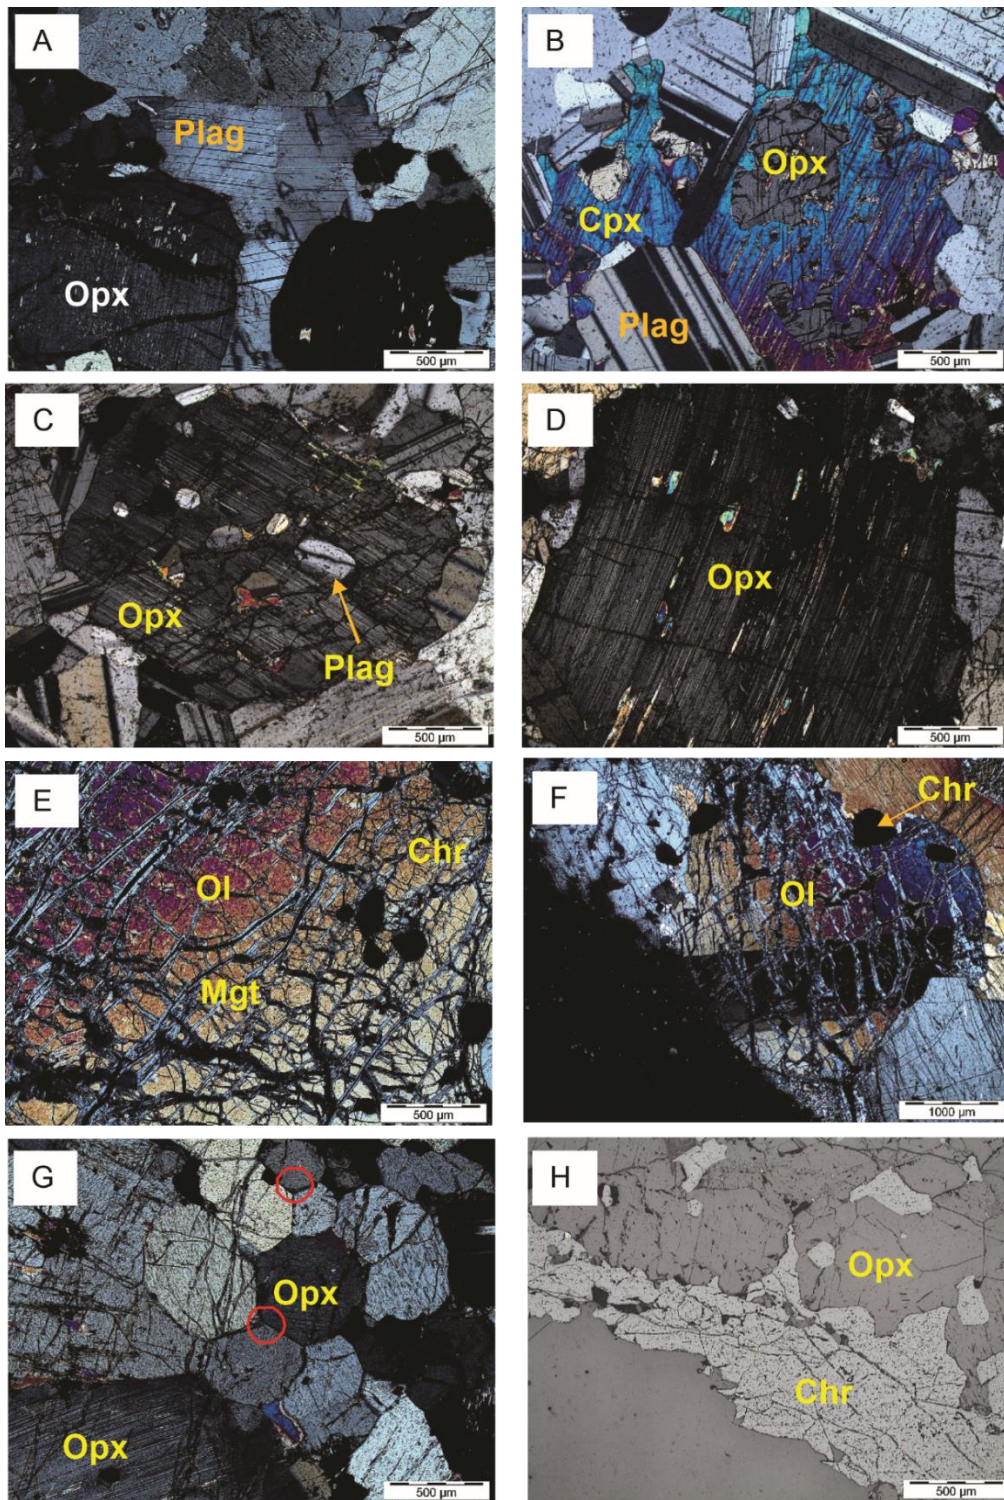 A
Plag
Opx
500 µm
B
Opx
Cpx
Plag
500 µm
C
Opx
Plag
500 µm
D
Opx
500 µm
E
Chr
Ol
Mgt
500 µm
F
Chr
Ol
1000 µm
G
Opx
Opx
500 µm
H
Opx
Chr
500 µm